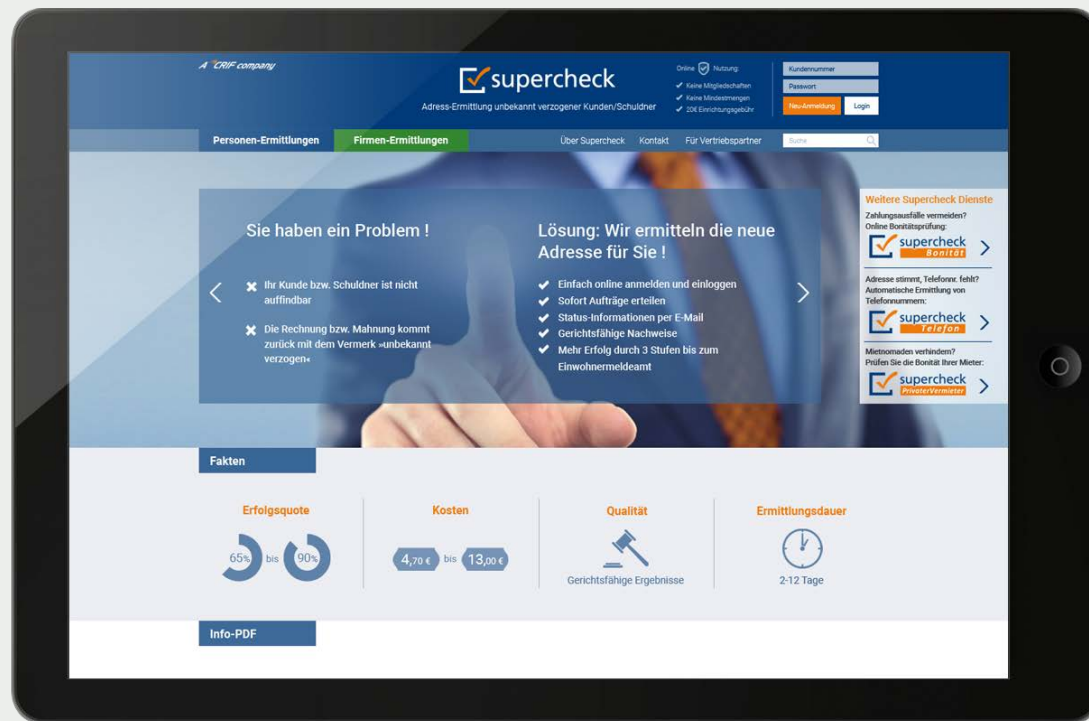 A CRIF company
supercheck
Adress-Ermittlung unbekannt verzogener Kunden/Schuldner
Online Nutzung:
Keine Mitgliedschaften
Keine Mindestmengen
20€ Einrichtungsgebühr
Kundennummer
Passwort
Neu-Anmeldung Login
Personen-Ermittlungen Firmen-Ermittlungen Über Supercheck Kontakt Für Vertriebspartner Suche
Sie haben ein Problem !
Ihr Kunde bzw. Schuldner ist nicht
auffindbar
Die Rechnung bzw. Mahnung kommt
zurück mit dem Vermerk »unbekannt
verzogen«
Lösung: Wir ermitteln die neue
Adresse für Sie !
Einfach online anmelden und einloggen
Sofort Aufträge erteilen
Status-Informationen per E-Mail
Gerichtsfähige Nachweise
Mehr Erfolg durch 3 Stufen bis zum
Einwohnermeldeamt
Weitere Supercheck Dienste
Zahlungsausfälle vermeiden?
Online Bonitätsprüfung:
supercheck
Bonität
Adresse stimmt, Telefonnr. fehlt?
Automatische Ermittlung von
Telefonnummern:
supercheck
Telefon
Mietnomaden verhindern?
Prüfen Sie die Bonität Ihrer Mieter:
supercheck
PrivaterVermieter
Fakten
Erfolgsquote
65% bis 90%
Kosten
4,70 € bis 13,00 €
Qualität
Gerichtsfähige Ergebnisse
Ermittlungsdauer
2-12 Tage
Info-PDF